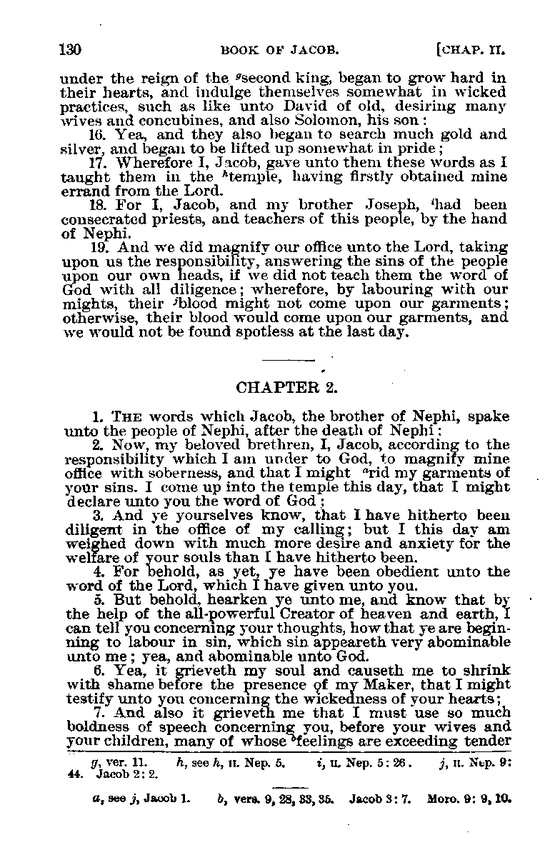 130 BOOK OF JACOB. [CHAP. II.
under the reign of the gsecond king, began to grow hard in
their hearts, and indulge themselves somewhat in wicked
practices, such as like unto David of old, desiring many
wives and concubines, and also Solomon, his son :
16. Yea, and they also began to search much gold and
silver, and began to be lifted up somewhat in pride ;
17. Wherefore I, Jacob, gave unto them these words as I
taught them in the htemple, having firstly obtained mine
errand from the Lord.
18. For I, Jacob, and my brother Joseph, ihad been
consecrated priests, and teachers of this people, by the hand
of Nephi.
19. And we did magnify our office unto the Lord, taking
upon us the responsibility, answering the sins of the people
upon our own heads, if we did not teach them the word of
God with all diligence ; wherefore, by labouring with our
mights, their jblood might not come upon our garments ;
otherwise, their blood would come upon our garments, and
we would not be found spotless at the last day.
CHAPTER 2.
1. THE words which Jacob, the brother of Nephi, spake
unto the people of Nephi, after the death of Nephi :
2. Now, my beloved brethren, I, Jacob, according to the
responsibility which I am under to God, to magnify mine
office with soberness, and that I might arid my garments of
your sins. I come up into the temple this day, that I might
declare unto you the word of God ;
3. And ye yourselves know, that I have hitherto been
diligent in the office of my calling; but I this day am
weighed down with much more desire and anxiety for the
welfare of your souls than I have hitherto been.
4. For behold, as yet, ye have been obedient unto the
word of the Lord, which I have given unto you.
5. But behold, hearken ye unto me, and know that by
the help of the all-powerful Creator of heaven and earth, I
can tell you concerning your thoughts, how that ye are begin-
ning to labour in sin, which sin appeareth very abominable
unto me ; yea, and abominable unto God.
6. Yea, it grieveth my soul and causeth me to shrink
with shame before the presence of my Maker, that I might
testify unto you concerning the wickedness of your hearts ;
7. And also it grieveth me that I must use so much
boldness of speech concerning you, before your wives and
your children, many of whose bfeelings are exceeding tender
g, ver. 11. h, see h, II. Nep. 5. i, II. Nep. 5 : 26. j, II. Nep. 9:
44. Jacob 2 : 2.
a, see j, Jacob 1. b, vers. 9, 28, 33, 35. Jacob 3 : 7. Moro. 9: 9, 10.